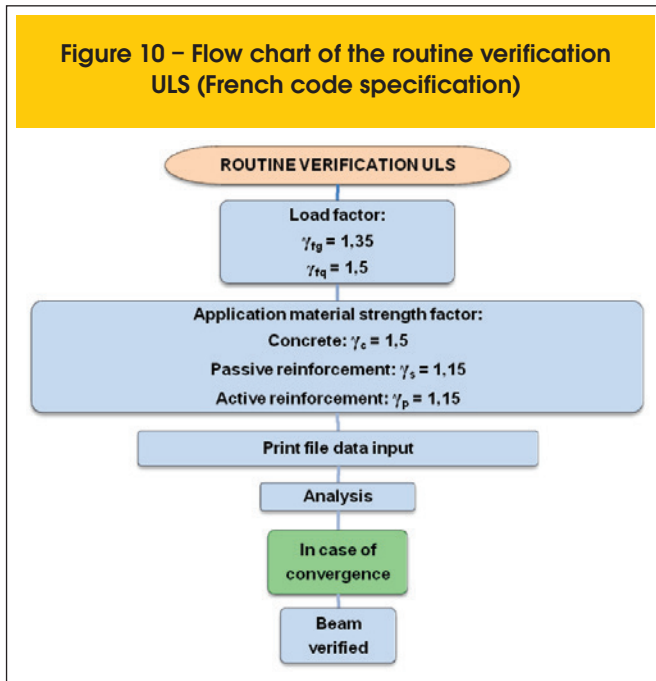 Figure 10 – Flow chart of the routine verification
ULS (French code specification)
ROUTINE VERIFICATION ULS
Load factor:
γfg = 1,35
γfq = 1,5
Application material strength factor:
Concrete: γc = 1,5
Passive reinforcement: γs = 1,15
Active reinforcement: γp = 1,15
Print file data input
Analysis
In case of
convergence
Beam
verified